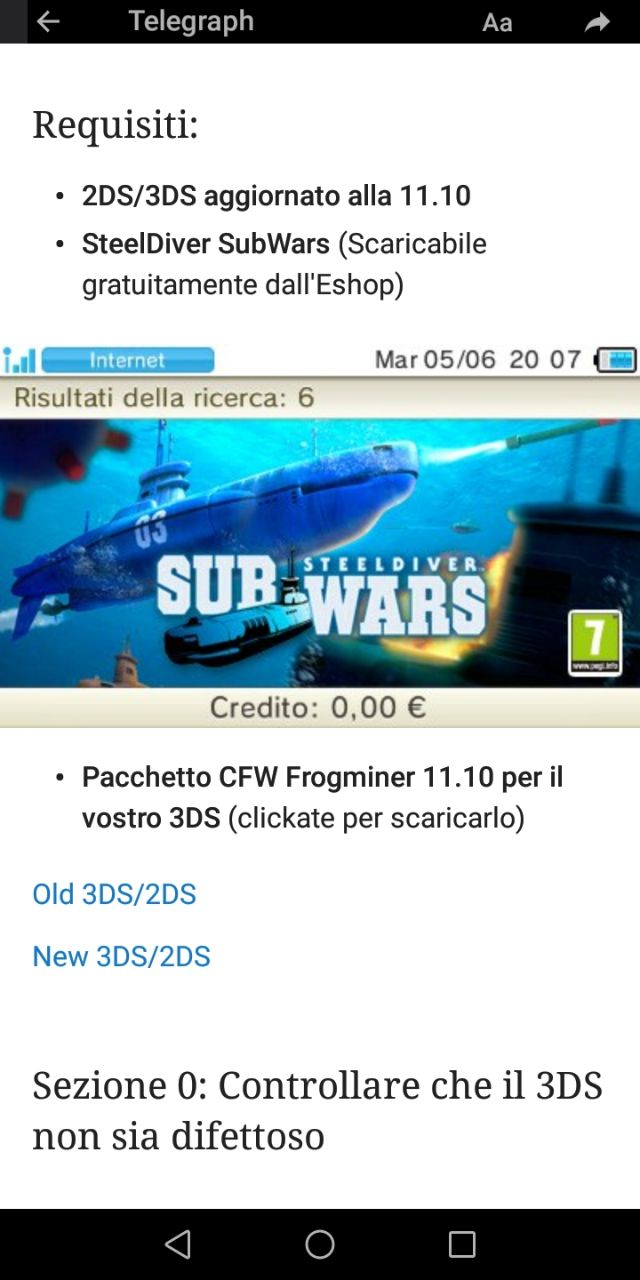 Telegraph
Aa
Requisiti:
• 2DS/3DS aggiornato alla 11.10
• SteelDiver SubWars (Scaricabile
gratuitamente dall'Eshop)
Internet
Mar 05/06 20 07
Risultati della ricerca: 6
03
STEELDIVER
SUB WARS
7
www.pegi.info
Credito: 0,00 €
• Pacchetto CFW Frogminer 11.10 per il
vostro 3DS (clickate per scaricarlo)
Old 3DS/2DS
New 3DS/2DS
Sezione 0: Controllare che il 3DS
non sia difettoso